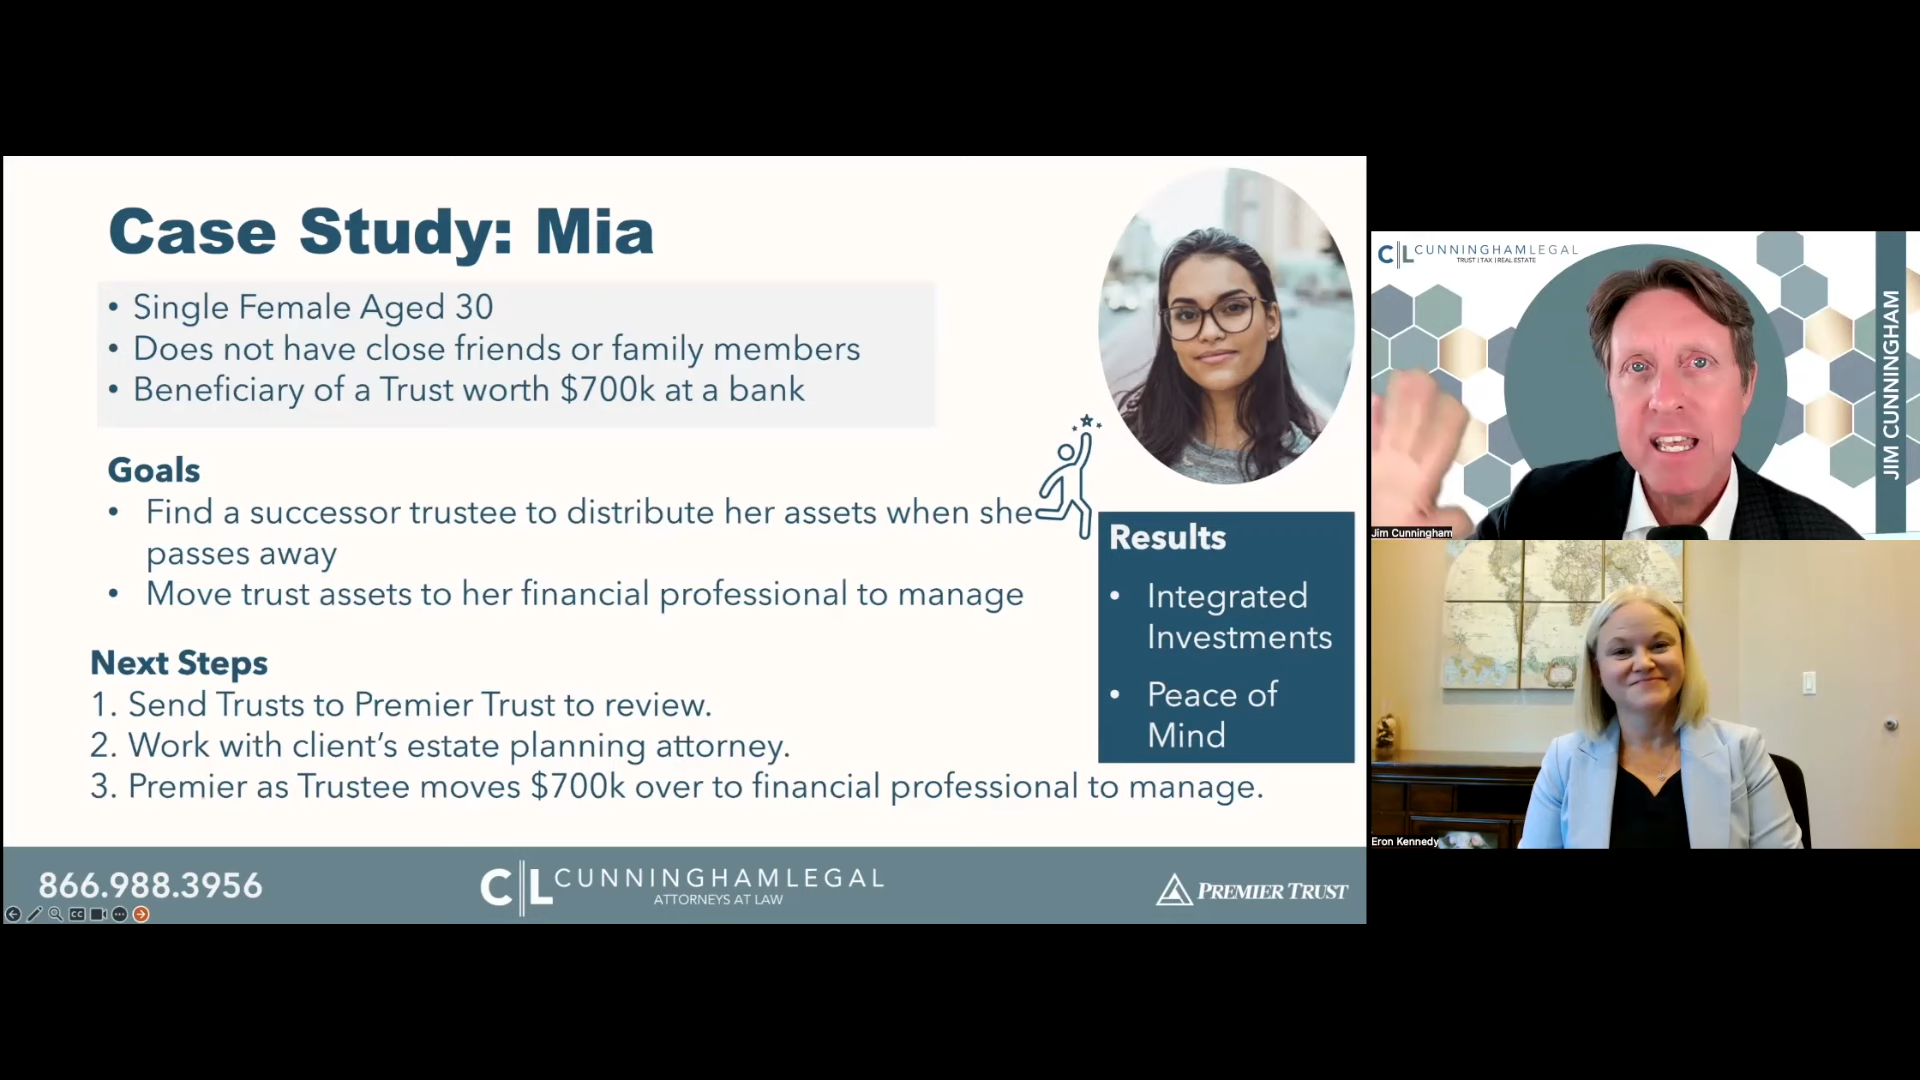 Case Study: Mia
• Single Female Aged 30
• Does not have close friends or family members
• Beneficiary of a Trust worth $700k at a bank
Goals
• Find a successor trustee to distribute her assets when she
passes away
• Move trust assets to her financial professional to manage
Next Steps
1. Send Trusts to Premier Trust to review.
2. Work with client's estate planning attorney.
3. Premier as Trustee moves $700k over to financial professional to manage.
Results
• Integrated
Investments
• Peace of
Mind
866.988.3956
CL CUNNINGHAMLEGAL
ATTORNEYS AT LAW
PREMIER TRUST
CC
CL CUNNINGHAMLEGAL
TRUST | TAX | REAL ESTATE
JIM CUNNINGHAM
Jim Cunningham
Eron Kennedy